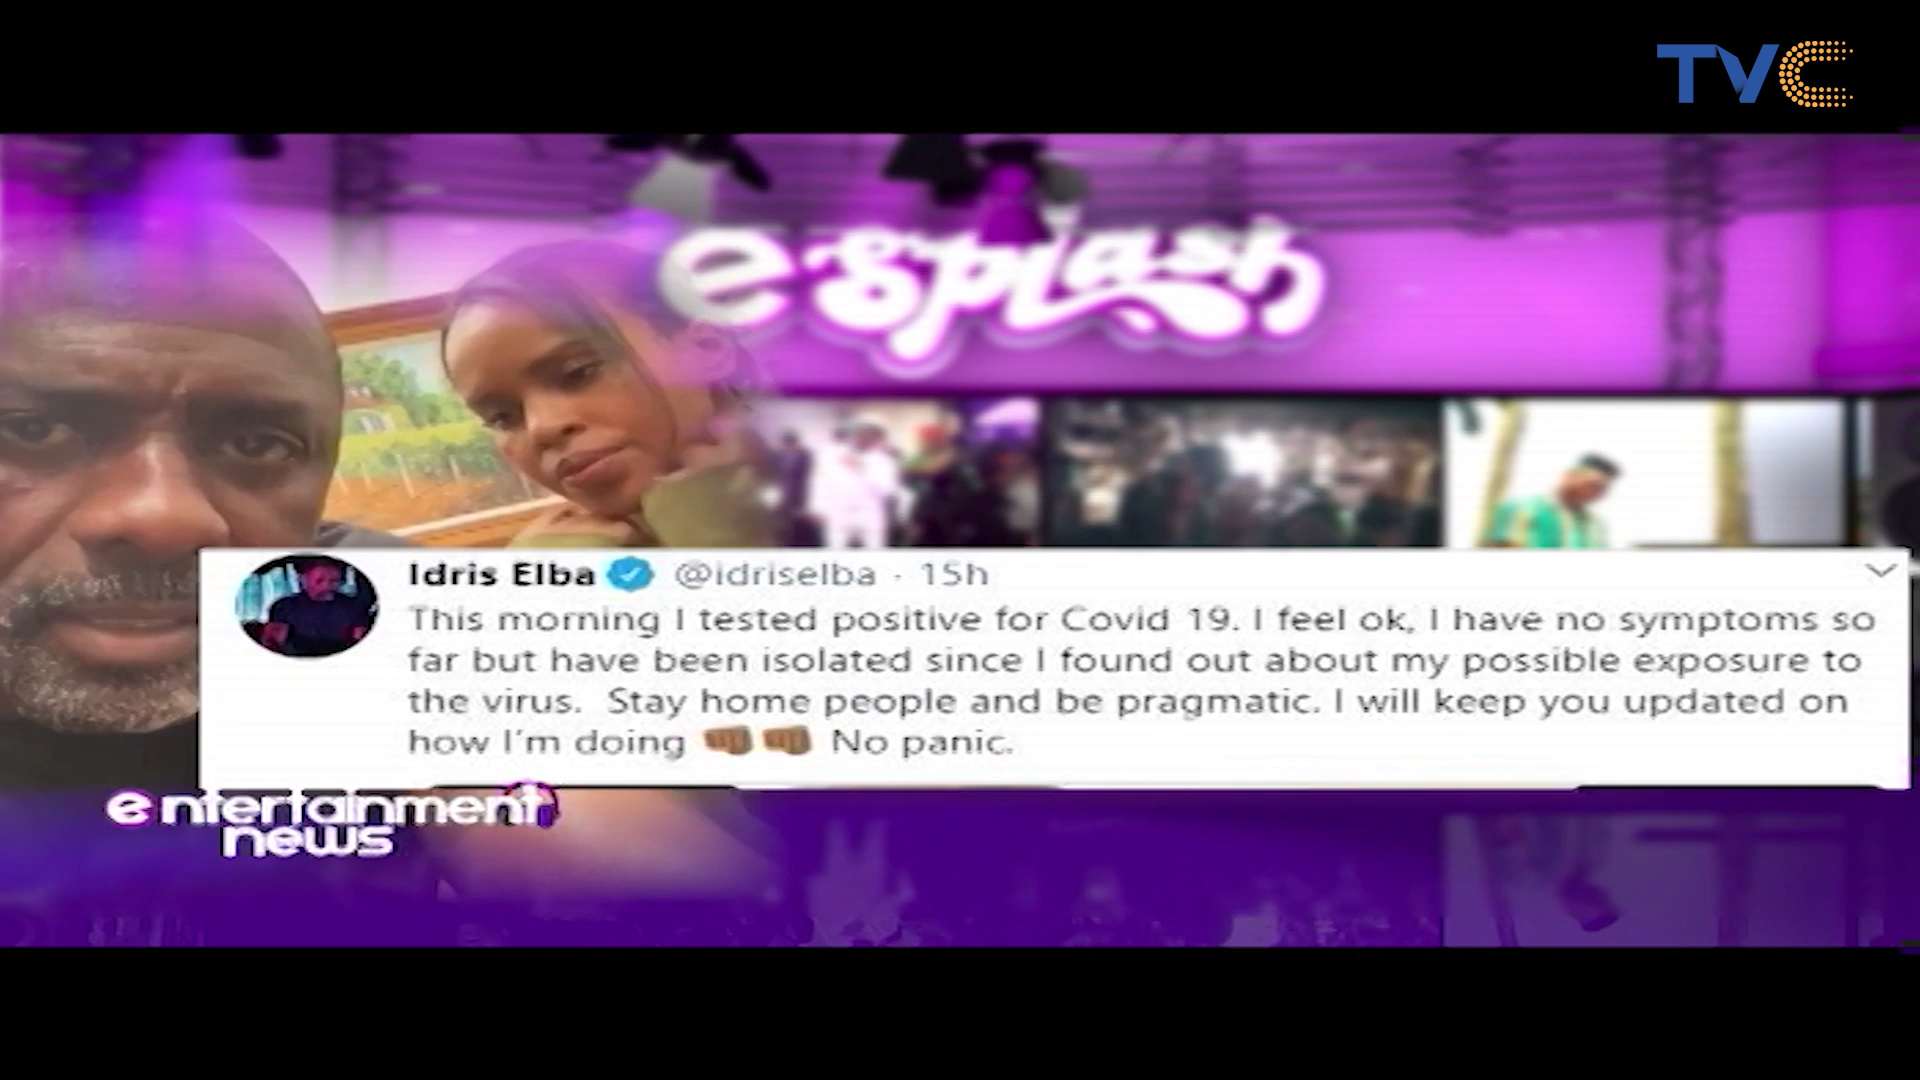 TVC
e splash
Idris Elba @idriselba · 15h
This morning I tested positive for Covid 19. I feel ok, I have no symptoms so
far but have been isolated since I found out about my possible exposure to
the virus.  Stay home people and be pragmatic. I will keep you updated on
how I'm doing 👊🏾👊🏾 No panic.
entertainment
news